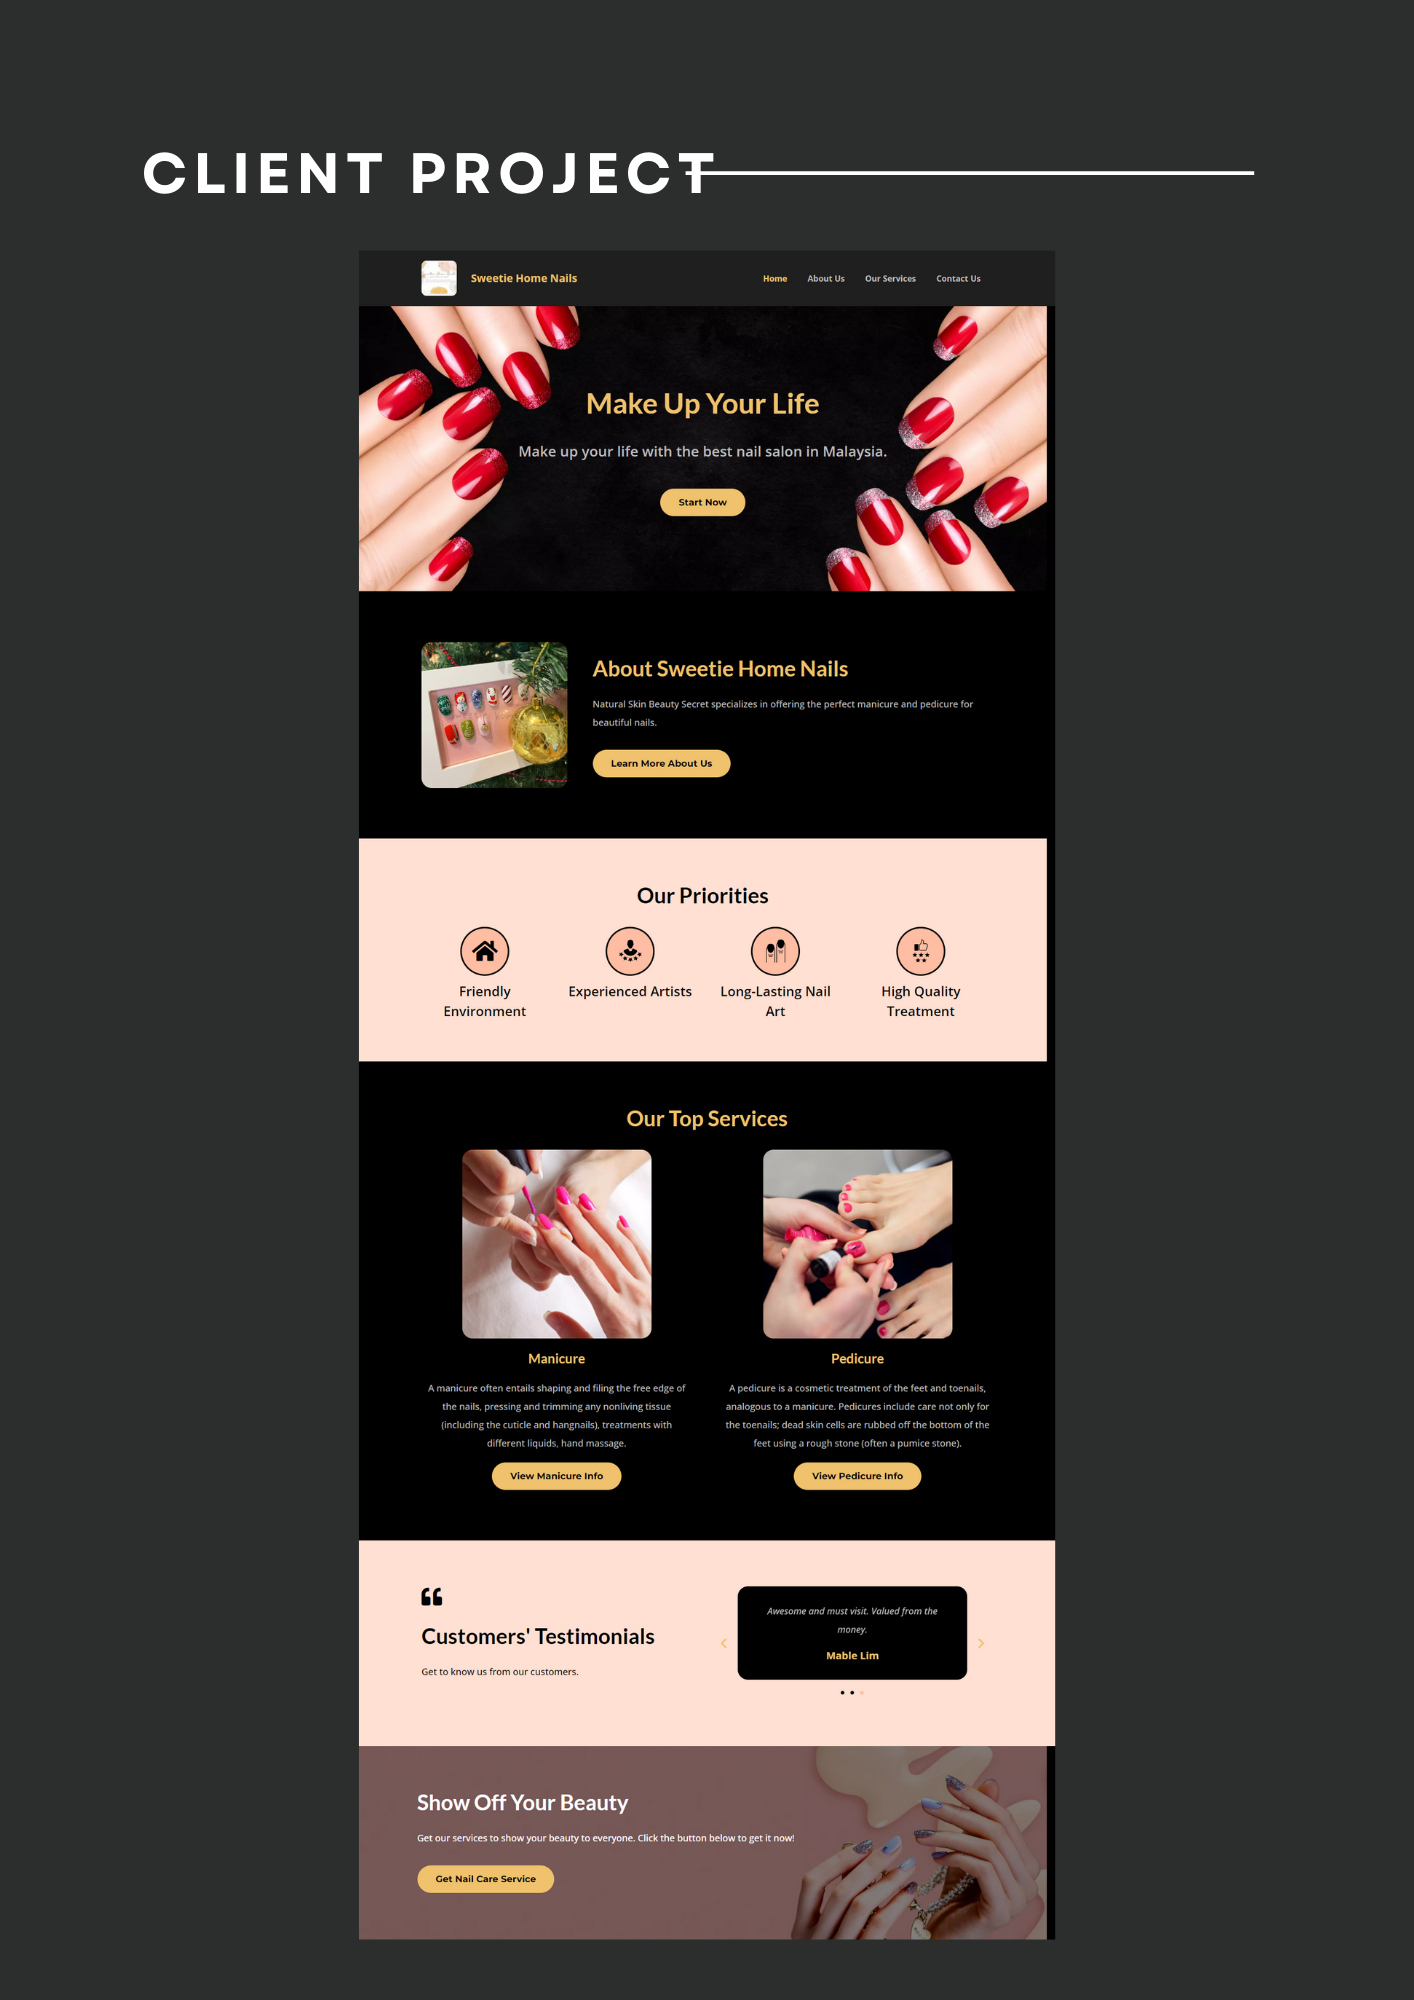 CLIENT PROJECT
Sweetie Home Nails
Home About Us Our Services Contact Us
Make Up Your Life
Make up your life with the best nail salon in Malaysia.
Start Now
About Sweetie Home Nails
Natural Skin Beauty Secret specializes in offering the perfect manicure and pedicure for
beautiful nails.
Learn More About Us
Our Priorities
Friendly
Environment
Experienced Artists
Long-Lasting Nail
Art
High Quality
Treatment
Our Top Services
Manicure
A manicure often entails shaping and filing the free edge of
the nails, pressing and trimming any nonliving tissue
(including the cuticle and hangnails), treatments with
different liquids, hand massage.
View Manicure Info
Pedicure
A pedicure is a cosmetic treatment of the feet and toenails,
analogous to a manicure. Pedicures include care not only for
the toenails; dead skin cells are rubbed off the bottom of the
feet using a rough stone (often a pumice stone).
View Pedicure Info
Customers' Testimonials
Get to know us from our customers.
Awesome and must visit. Valued from the
money.
Mable Lim
Show Off Your Beauty
Get our services to show your beauty to everyone. Click the button below to get it now!
Get Nail Care Service